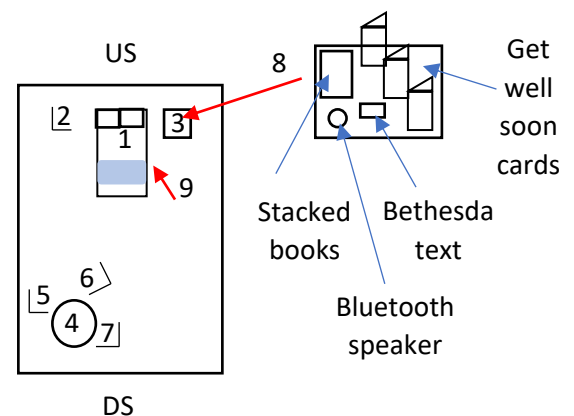 US
8
Get
well
soon
cards
2
1
3
9
Stacked
books
Bethesda
text
Bluetooth
speaker
6
5
4
7
DS